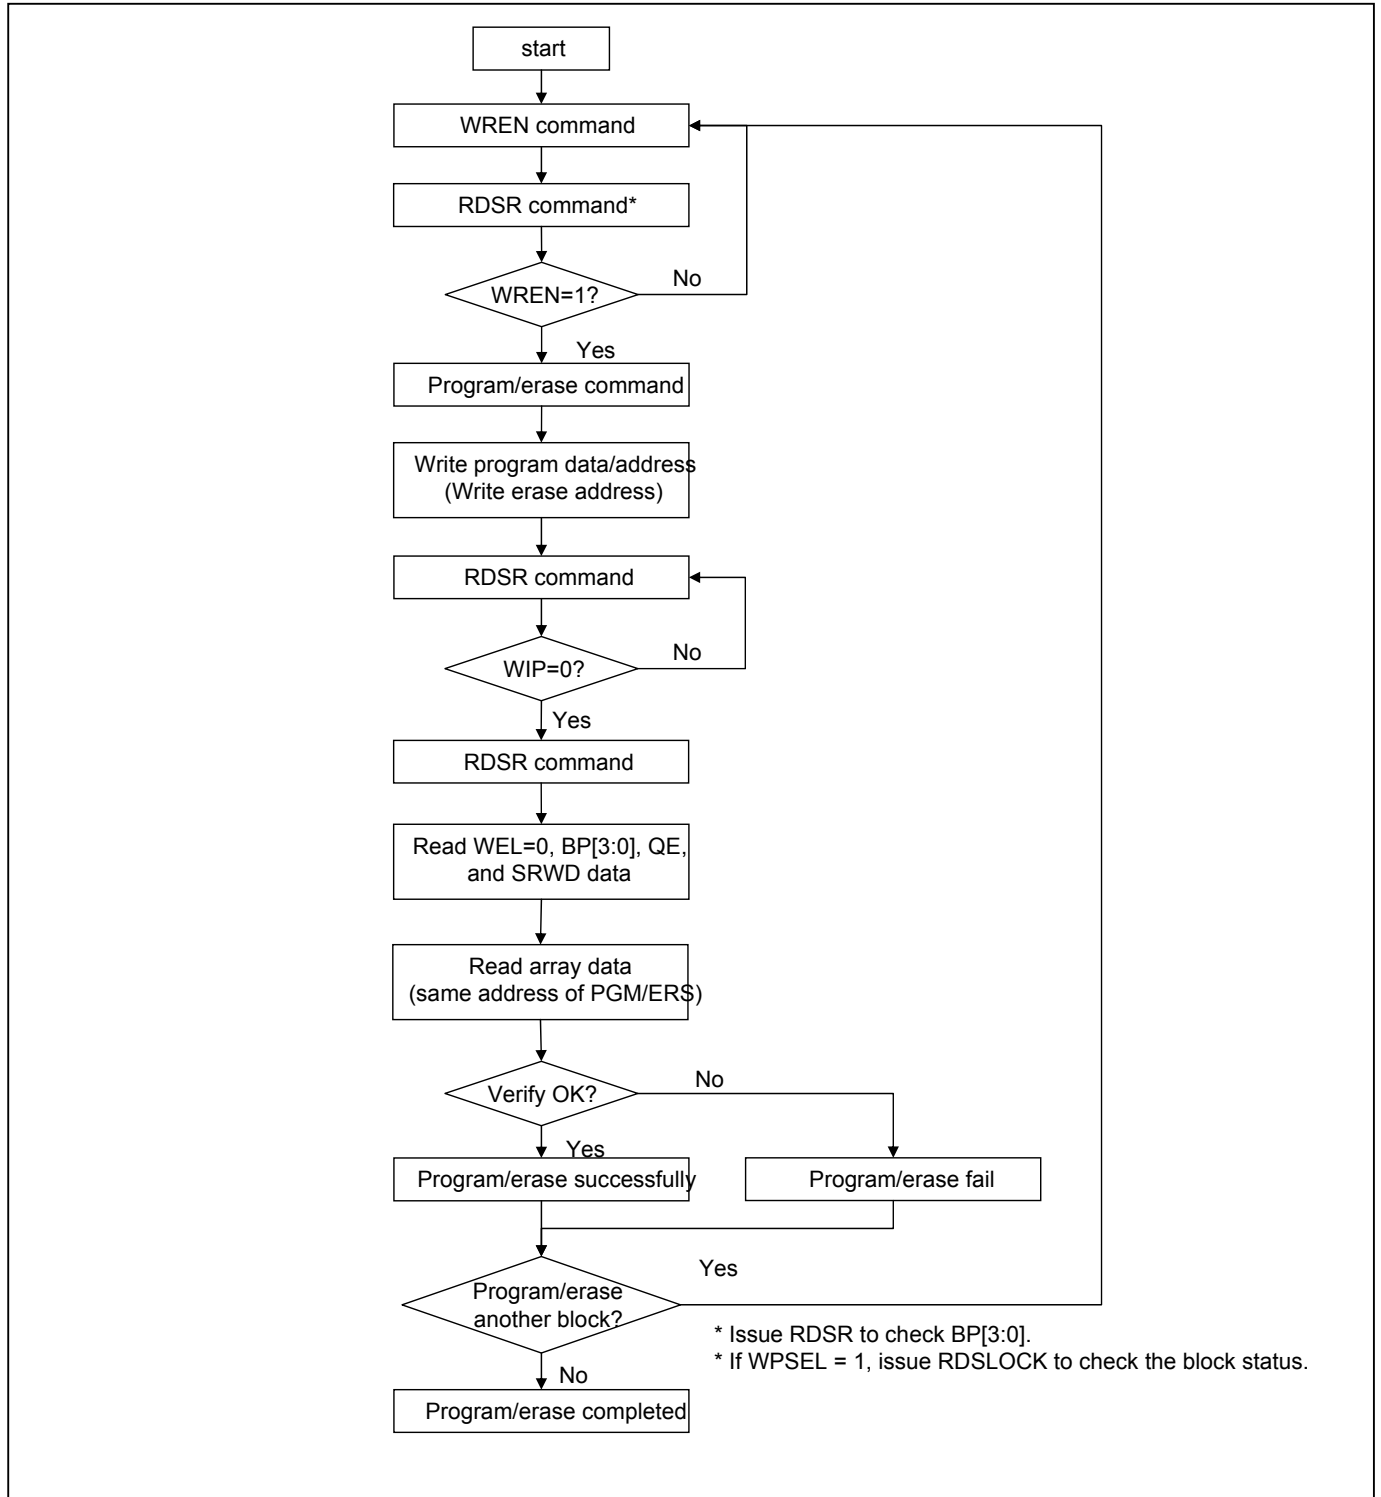 start
WREN command
RDSR command*
WREN=1?
No
Yes
Program/erase command
Write program data/address
(Write erase address)
RDSR command
WIP=0?
No
Yes
RDSR command
Read WEL=0, BP[3:0], QE,
and SRWD data
Read array data
(same address of PGM/ERS)
Verify OK?
No
Yes
Program/erase successfully
Program/erase fail
Yes
Program/erase
another block?
* Issue RDSR to check BP[3:0].
* If WPSEL = 1, issue RDSLOCK to check the block status.
No
Program/erase completed